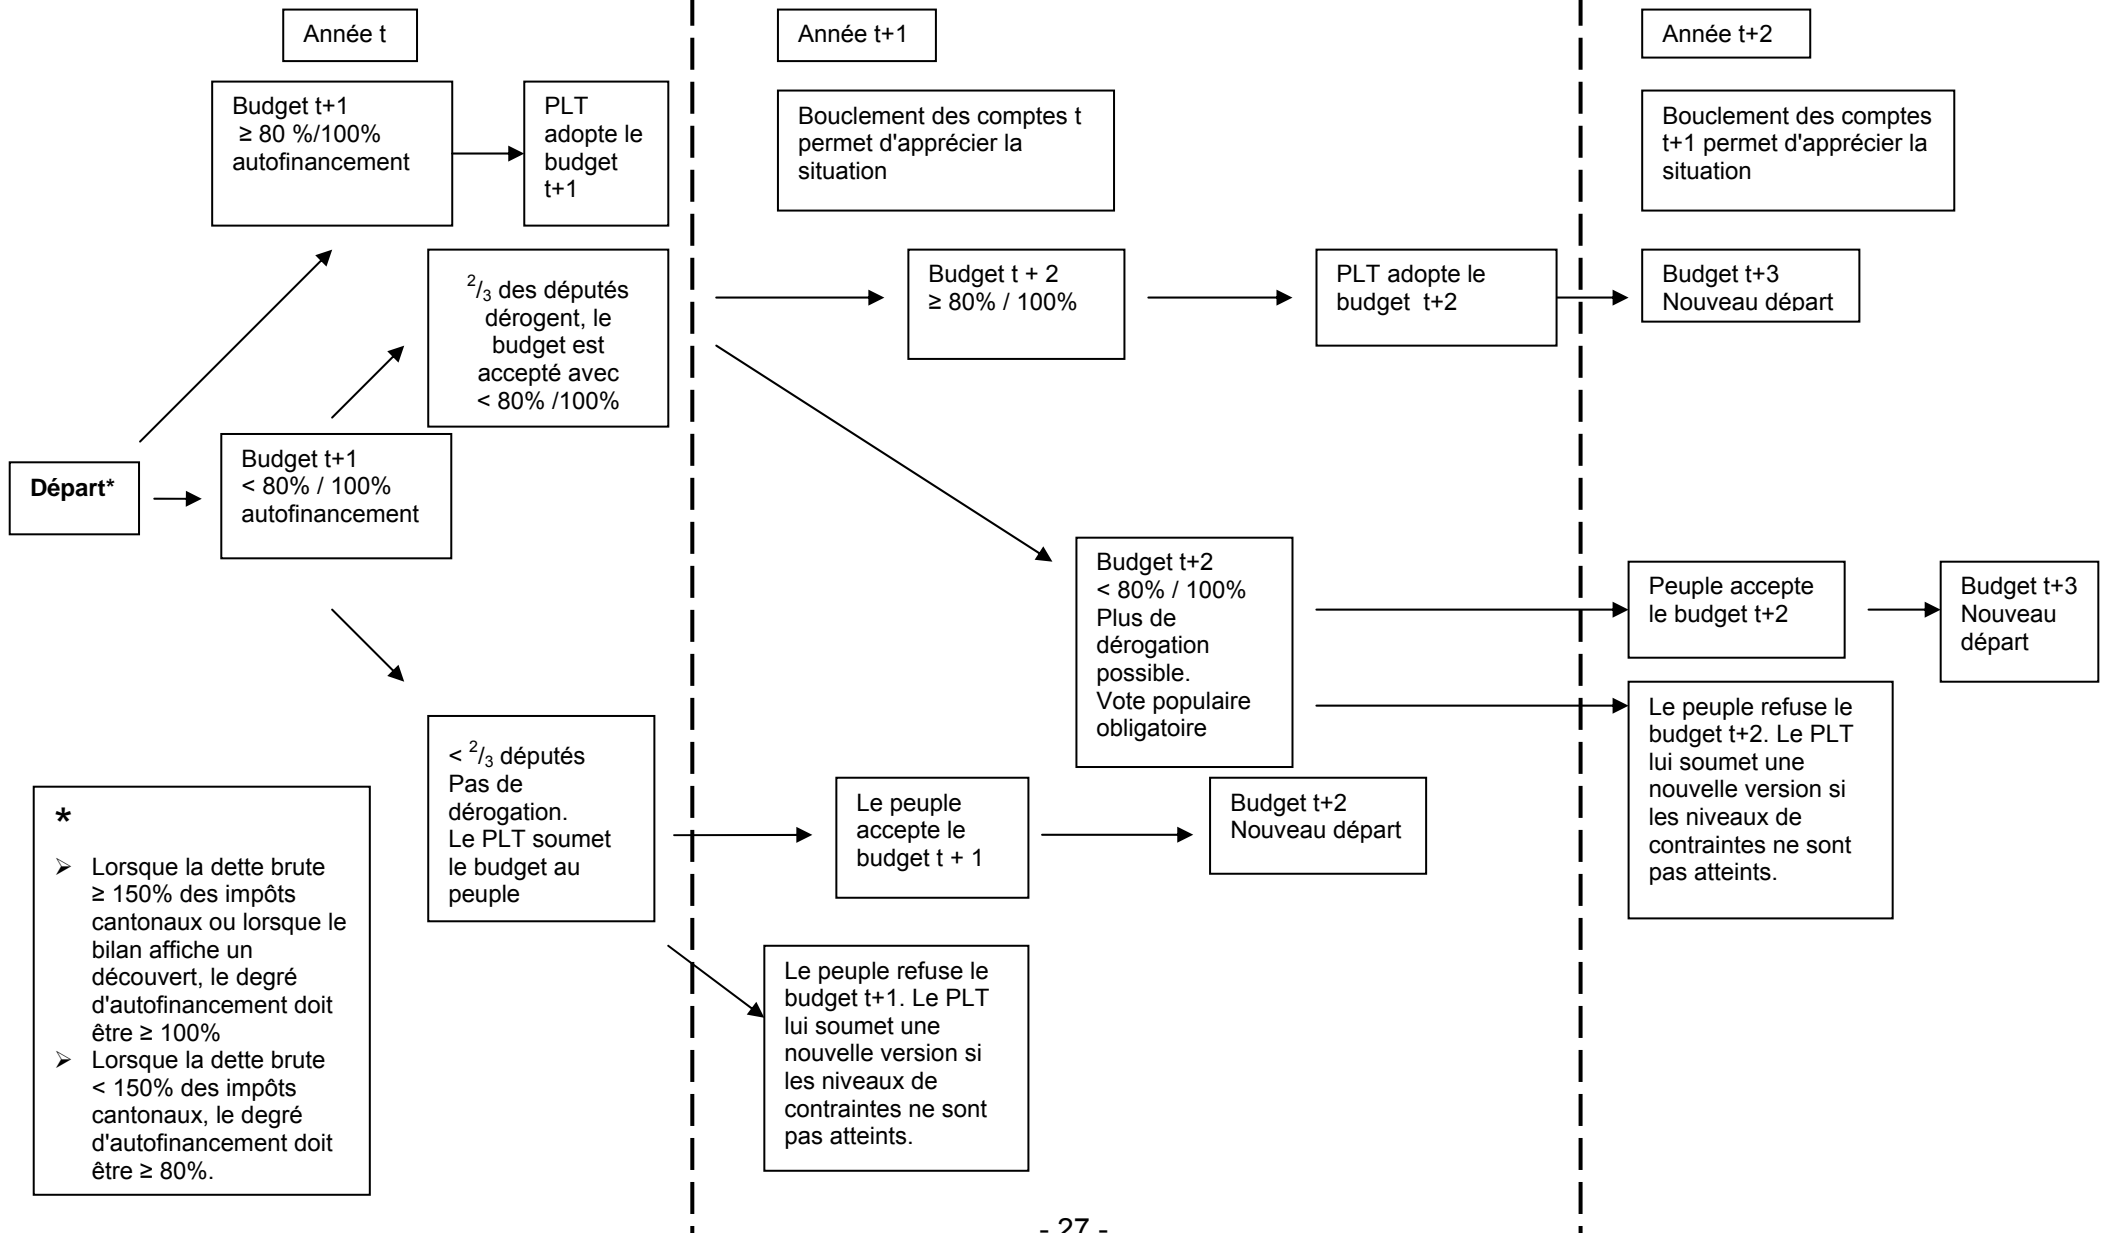 Année t
Année t+1
Année t+2
Budget t+1
≥ 80 %/100%
autofinancement
PLT
adopte le
budget
t+1
Bouclement des comptes t
permet d'apprécier la
situation
Bouclement des comptes
t+1 permet d'apprécier la
situation
2/3 des députés
dérogent, le
budget est
accepté avec
< 80% /100%
Budget t + 2
≥ 80% / 100%
PLT adopte le
budget t+2
Budget t+3
Nouveau départ
Départ*
Budget t+1
< 80% / 100%
autofinancement
Budget t+2
< 80% / 100%
Plus de
dérogation
possible.
Vote populaire
obligatoire
Peuple accepte
le budget t+2
Budget t+3
Nouveau
départ
Le peuple refuse le
budget t+2. Le PLT
lui soumet une
nouvelle version si
les niveaux de
contraintes ne sont
pas atteints.
< 2/3 députés
Pas de
dérogation.
Le PLT soumet
le budget au
peuple
Le peuple
accepte le
budget t + 1
Budget t+2
Nouveau départ
Le peuple refuse le
budget t+1. Le PLT
lui soumet une
nouvelle version si
les niveaux de
contraintes ne sont
pas atteints.
*
➢ Lorsque la dette brute
≥ 150% des impôts
cantonaux ou lorsque le
bilan affiche un
découvert, le degré
d'autofinancement doit
être ≥ 100%
➢ Lorsque la dette brute
< 150% des impôts
cantonaux, le degré
d'autofinancement doit
être ≥ 80%.
- 27 -